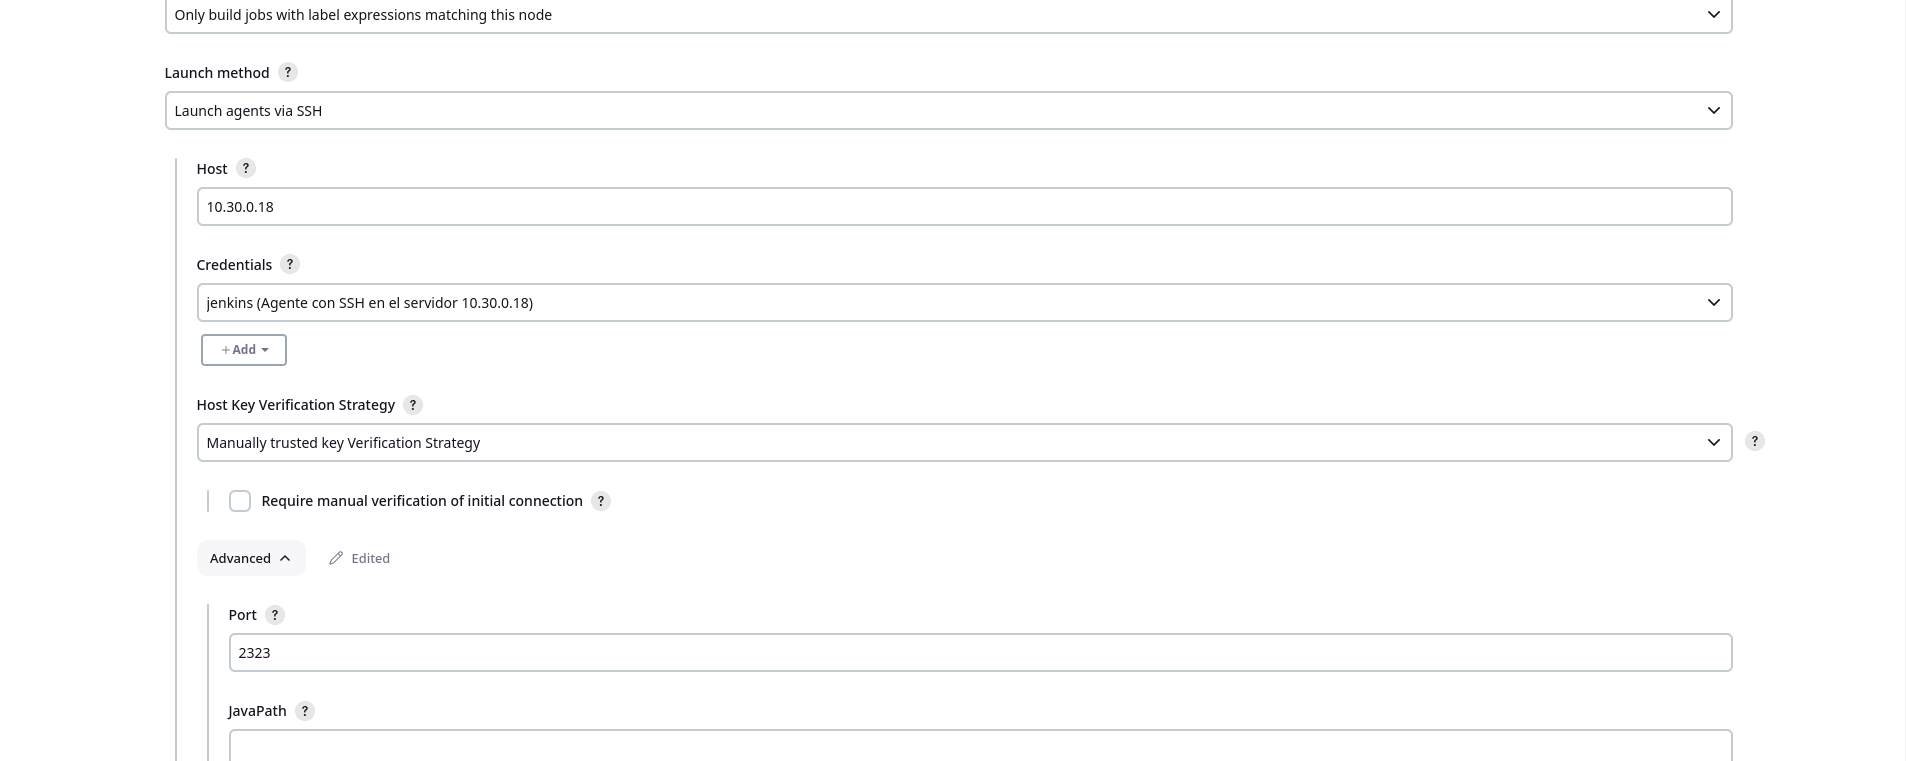 Only build jobs with label expressions matching this node
Launch method ?
Launch agents via SSH
Host ?
10.30.0.18
Credentials ?
jenkins (Agente con SSH en el servidor 10.30.0.18)
+ Add
Host Key Verification Strategy ?
Manually trusted key Verification Strategy
?
Require manual verification of initial connection ?
Advanced Edited
Port ?
2323
JavaPath ?